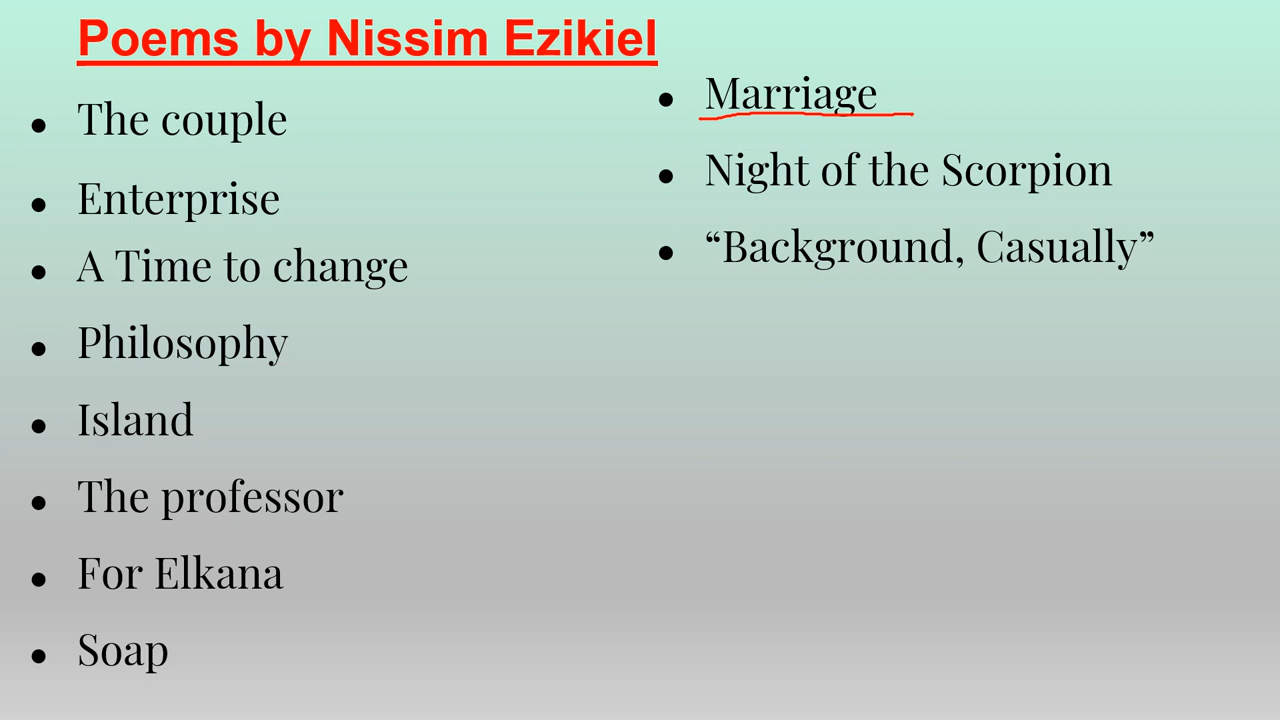 Poems by Nissim Ezikiel
• The couple
• Enterprise
• A Time to change
• Philosophy
• Island
• The professor
• For Elkana
• Soap
• Marriage
• Night of the Scorpion
• “Background, Casually”